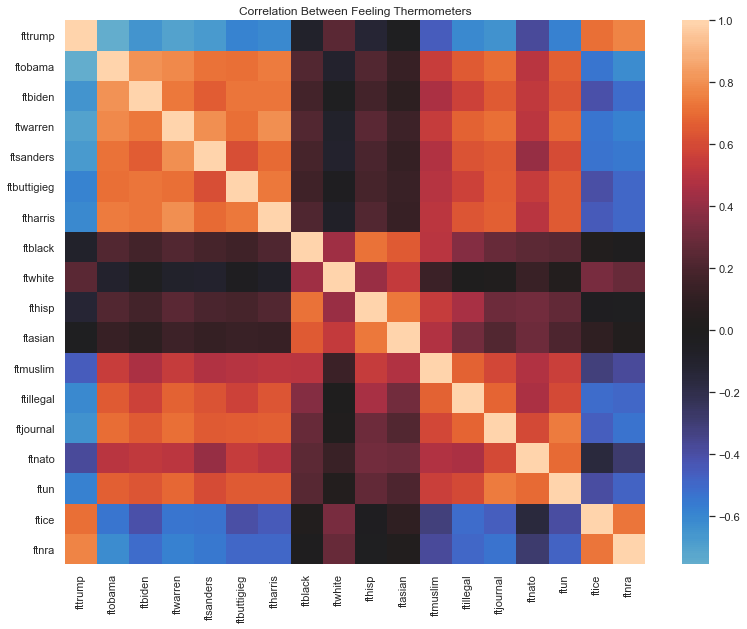 Correlation Between Feeling Thermometers
fttrump
ftobama
ftbiden
ftwarren
ftsanders
ftbuttigieg
ftharris
ftblack
ftwhite
fthisp
ftasian
ftmuslim
ftillegal
ftjournal
ftnato
ftun
ftice
ftnra
fttrump ftobama ftbiden ftwarren ftsanders ftbuttigieg ftharris ftblack ftwhite fthisp ftasian ftmuslim ftillegal ftjournal ftnato ftun ftice ftnra
1.0
0.8
0.6
0.4
0.2
0.0
−0.2
−0.4
−0.6